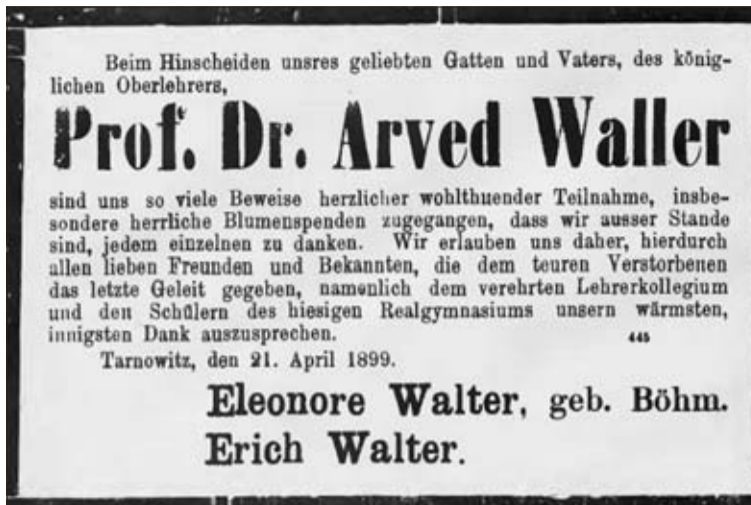 Beim Hinscheiden unsres geliebten Gatten und Vaters, des könig-
lichen Oberlehrers,
Prof. Dr. Arved Waller
sind uns so viele Beweise herzlicher wohlthuender Teilnahme, insbe-
sondere herrliche Blumenspenden zugegangen, dass wir ausser Stande
sind, jedem einzelnen zu danken. Wir erlauben uns daher, hierdurch
allen lieben Freunden und Bekannten, die dem teuren Verstorbenen
das letzte Geleit gegeben, namenlich dem verehrten Lehrerkollegium
und den Schülern des hiesigen Realgymnasiums unsern wärmsten,
innigsten Dank auszusprechen. 445
Tarnowitz, den 21. April 1899.
Eleonore Walter, geb. Böhm.
Erich Walter.